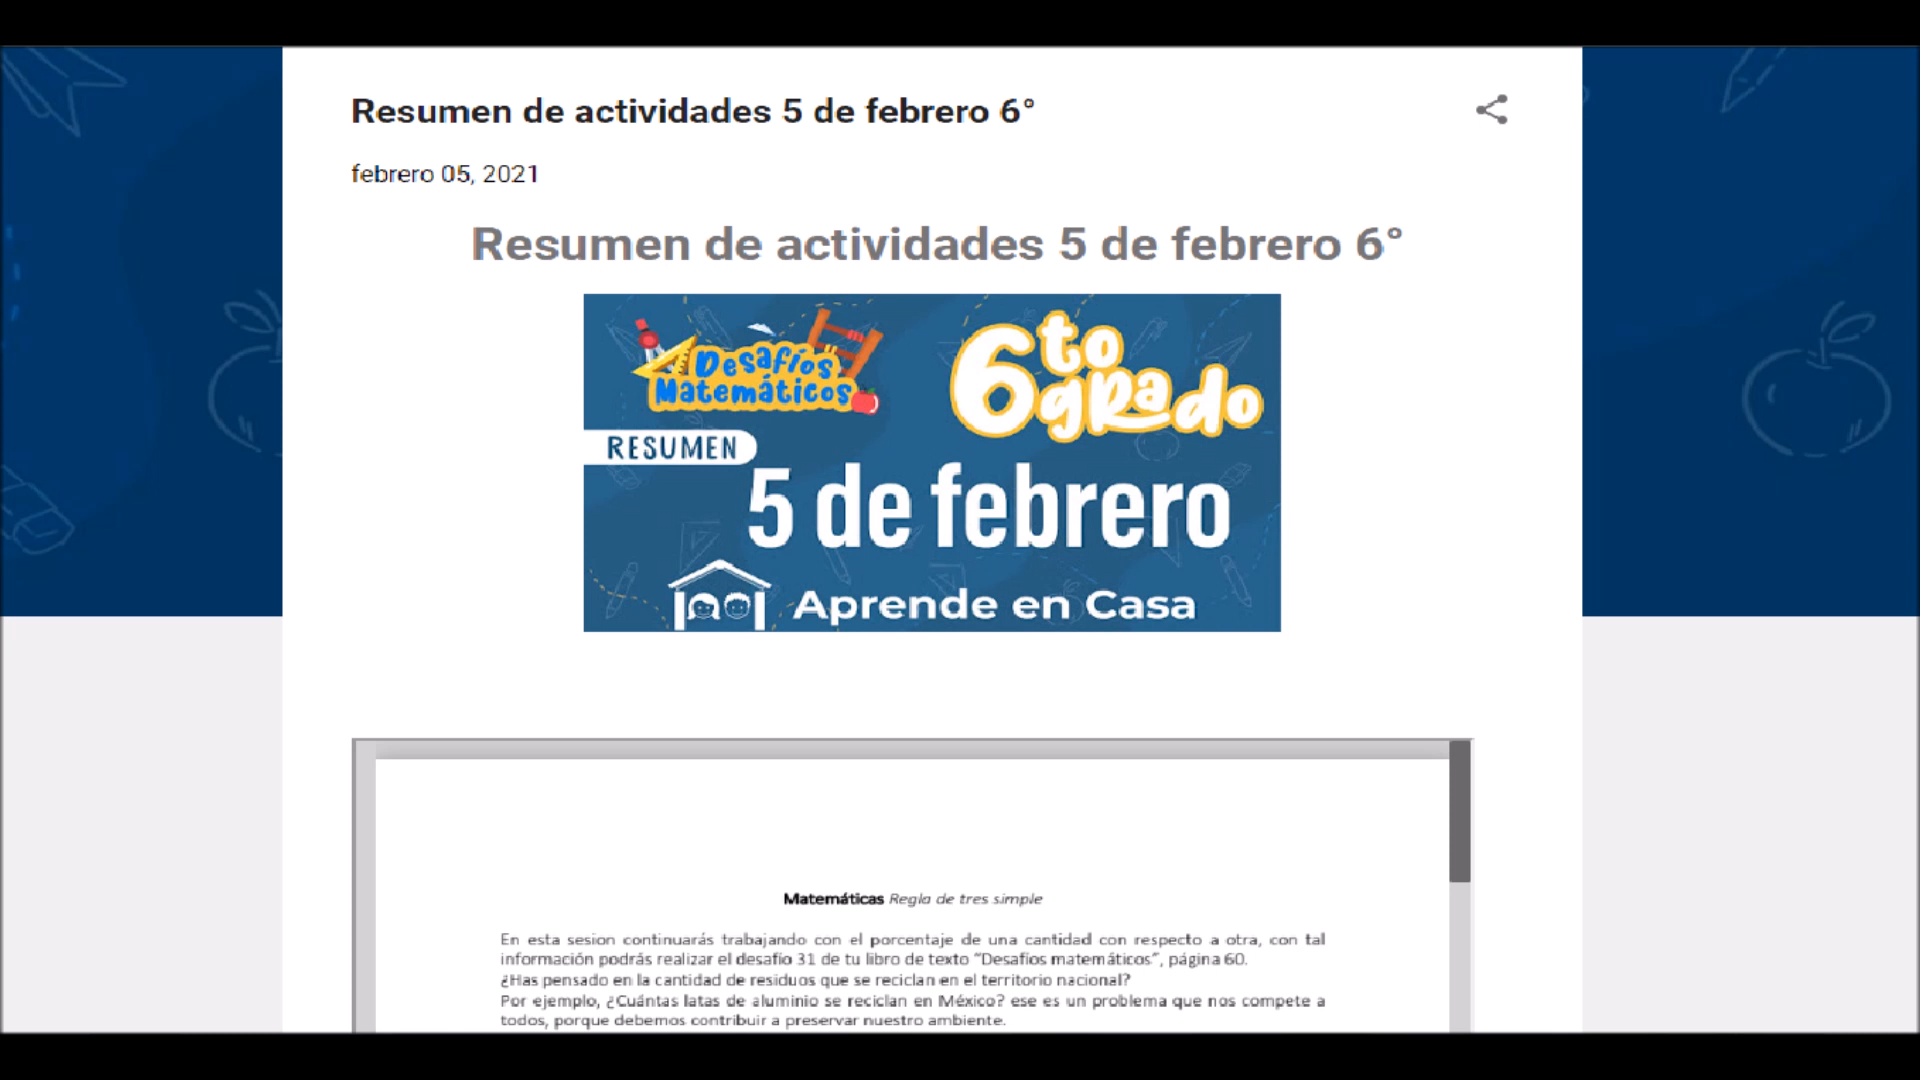 Resumen de actividades 5 de febrero 6°
febrero 05, 2021
Resumen de actividades 5 de febrero 6°
Desafíos
Matemáticos
6to grado
RESUMEN
5 de febrero
Aprende en Casa
Matemáticas Regla de tres simple
En esta sesion continuarás trabajando con el porcentaje de una cantidad con respecto a otra, con tal
información podrás realizar el desafío 31 de tu libro de texto “Desafíos matemáticos”, página 60.
¿Has pensado en la cantidad de residuos que se reciclan en el territorio nacional?
Por ejemplo, ¿Cuántas latas de aluminio se reciclan en México? ese es un problema que nos compete a
todos, porque debemos contribuir a preservar nuestro ambiente.